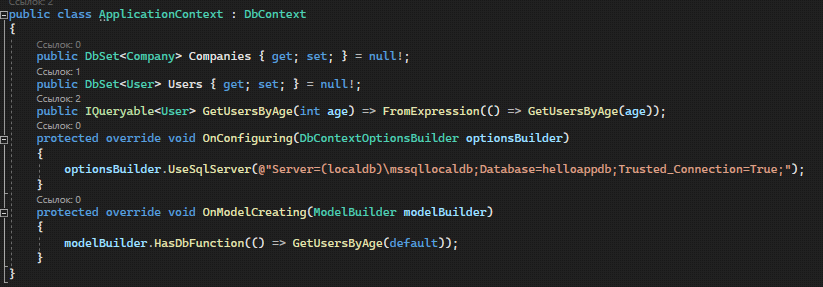 Ссылок: 2
public class ApplicationContext : DbContext
{
Ссылок: 0
public DbSet<Company> Companies { get; set; } = null!;
Ссылок: 1
public DbSet<User> Users { get; set; } = null!;
Ссылок: 2
public IQueryable<User> GetUsersByAge(int age) => FromExpression(() => GetUsersByAge(age));
Ссылок: 0
protected override void OnConfiguring(DbContextOptionsBuilder optionsBuilder)
{
optionsBuilder.UseSqlServer(@"Server=(localdb)\mssqllocaldb;Database=helloappdb;Trusted_Connection=True;");
}
Ссылок: 0
protected override void OnModelCreating(ModelBuilder modelBuilder)
{
modelBuilder.HasDbFunction(() => GetUsersByAge(default));
}
}